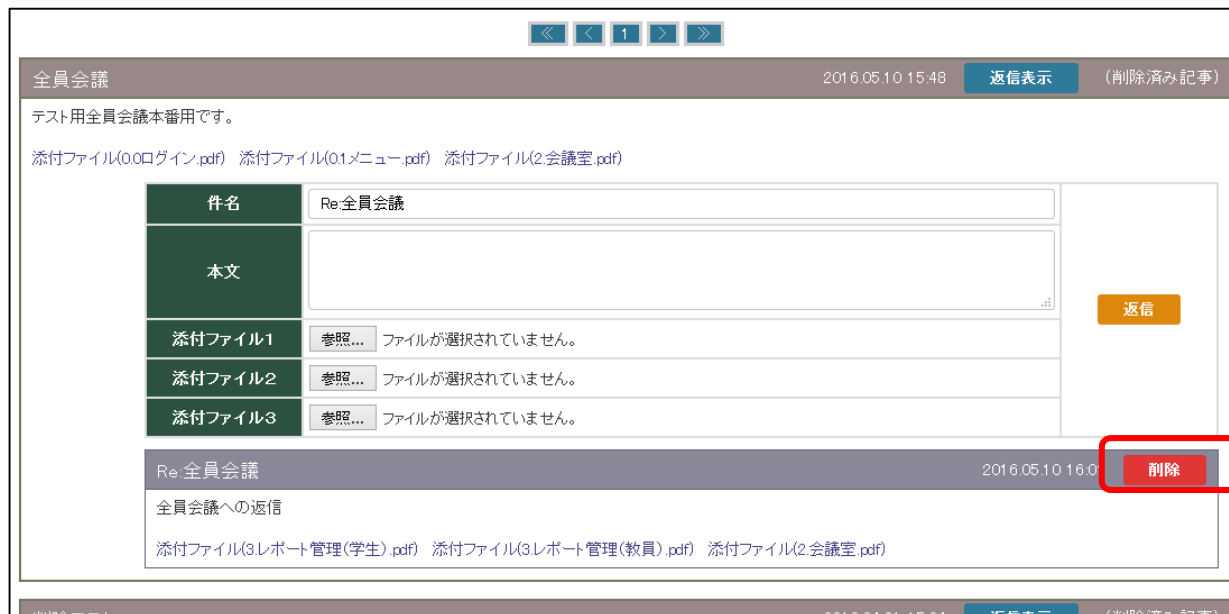 ≪ < 1 > ≫
全員会議 2016.05.10 15:48 返信表示 (削除済み記事)
テスト用全員会議本番用です。
添付ファイル(0.0ログイン.pdf) 添付ファイル(0.1メニュー.pdf) 添付ファイル(2.会議室.pdf)
件名 Re:全員会議
本文
返信
添付ファイル1 参照... ファイルが選択されていません。
添付ファイル2 参照... ファイルが選択されていません。
添付ファイル3 参照... ファイルが選択されていません。
Re:全員会議 2016.05.10 16:0 削除
全員会議への返信
添付ファイル(3.レポート管理(学生).pdf) 添付ファイル(3.レポート管理(教員).pdf) 添付ファイル(2.会議室.pdf)